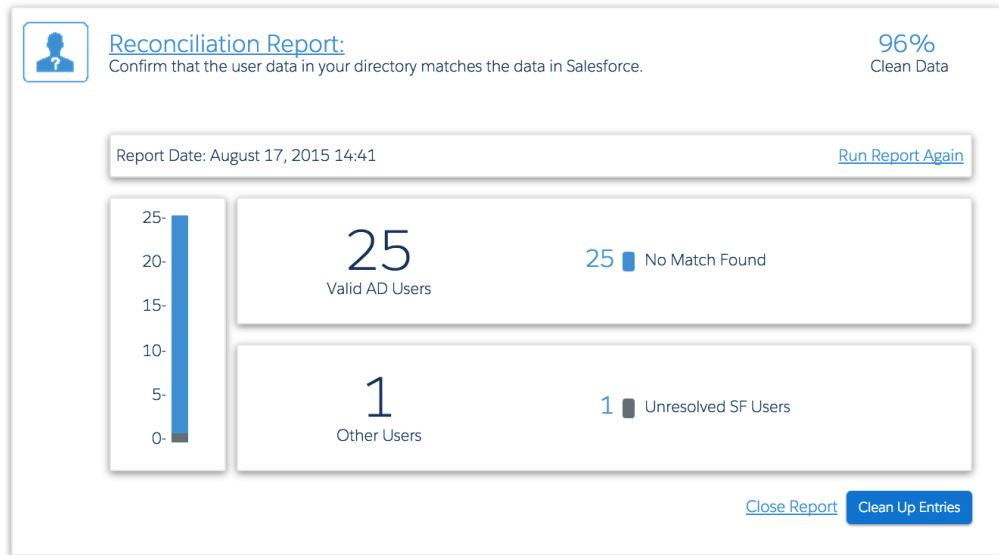 Reconciliation Report:
Confirm that the user data in your directory matches the data in Salesforce.
96%
Clean Data
Report Date: August 17, 2015 14:41
Run Report Again
25-
20-
15-
10-
5-
0-
25
Valid AD Users
25 No Match Found
1
Other Users
1 Unresolved SF Users
Close Report
Clean Up Entries